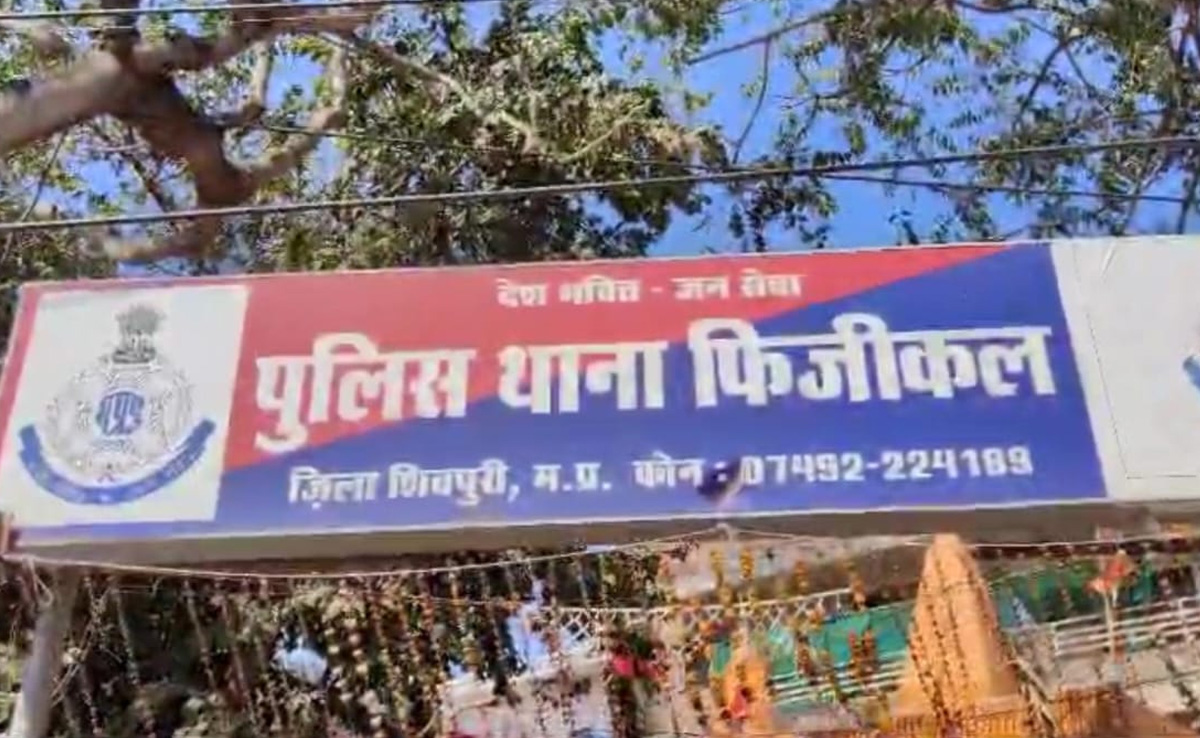 देश भक्ति - जन सेवा
पुलिस थाना फिजीकल
ज़िला शिवपुरी, म.प्र. फोन : 07492-224189